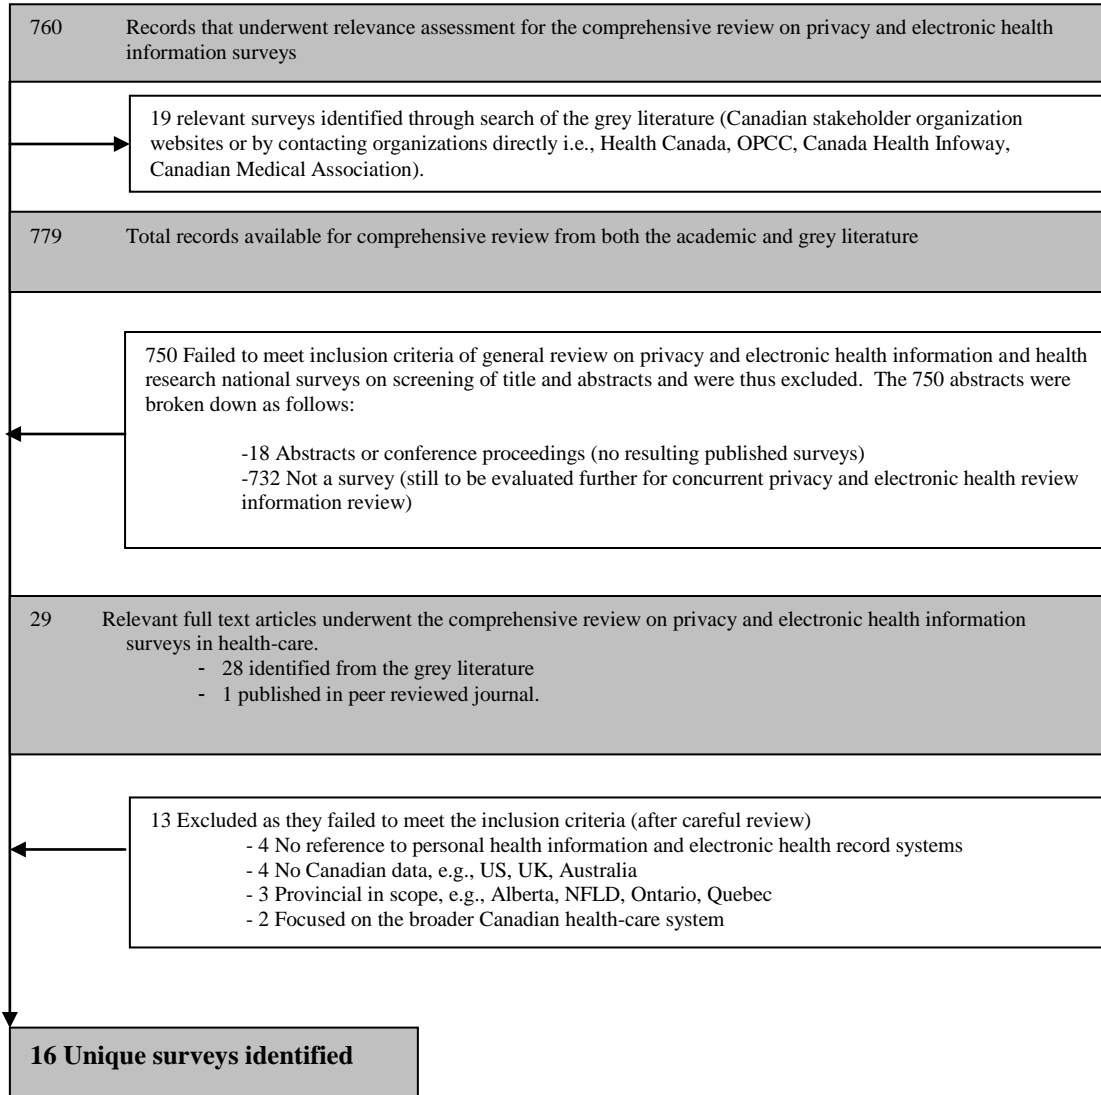 760 Records that underwent relevance assessment for the comprehensive review on privacy and electronic health
information surveys
19 relevant surveys identified through search of the grey literature (Canadian stakeholder organization
websites or by contacting organizations directly i.e., Health Canada, OPCC, Canada Health Infoway,
Canadian Medical Association).
779 Total records available for comprehensive review from both the academic and grey literature
750 Failed to meet inclusion criteria of general review on privacy and electronic health information and health
research national surveys on screening of title and abstracts and were thus excluded. The 750 abstracts were
broken down as follows:
-18 Abstracts or conference proceedings (no resulting published surveys)
-732 Not a survey (still to be evaluated further for concurrent privacy and electronic health review
information review)
29 Relevant full text articles underwent the comprehensive review on privacy and electronic health information
surveys in health-care.
- 28 identified from the grey literature
- 1 published in peer reviewed journal.
13 Excluded as they failed to meet the inclusion criteria (after careful review)
- 4 No reference to personal health information and electronic health record systems
- 4 No Canadian data, e.g., US, UK, Australia
- 3 Provincial in scope, e.g., Alberta, NFLD, Ontario, Quebec
- 2 Focused on the broader Canadian health-care system
16 Unique surveys identified